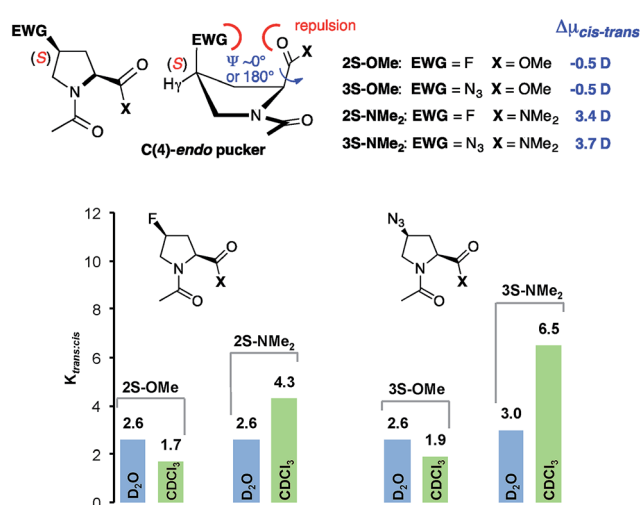 EWG
(S)
N
O
X
O
EWG
repulsion
(S)
Ψ ~0°
or 180°
Hγ
O
X
N
O
C(4)-endo pucker
Δμcis-trans
2S-OMe: EWG = F X = OMe -0.5 D
3S-OMe: EWG = N3 X = OMe -0.5 D
2S-NMe2: EWG = F X = NMe2 3.4 D
3S-NMe2: EWG = N3 X = NMe2 3.7 D
Ktrans:cis
12
10
8
6
4
2
0
F
N
O
X
O
N3
N
O
X
O
2S-OMe
2.6
1.7
D2O
CDCl3
2S-NMe2
2.6
4.3
D2O
CDCl3
3S-OMe
2.6
1.9
D2O
CDCl3
3S-NMe2
3.0
6.5
D2O
CDCl3